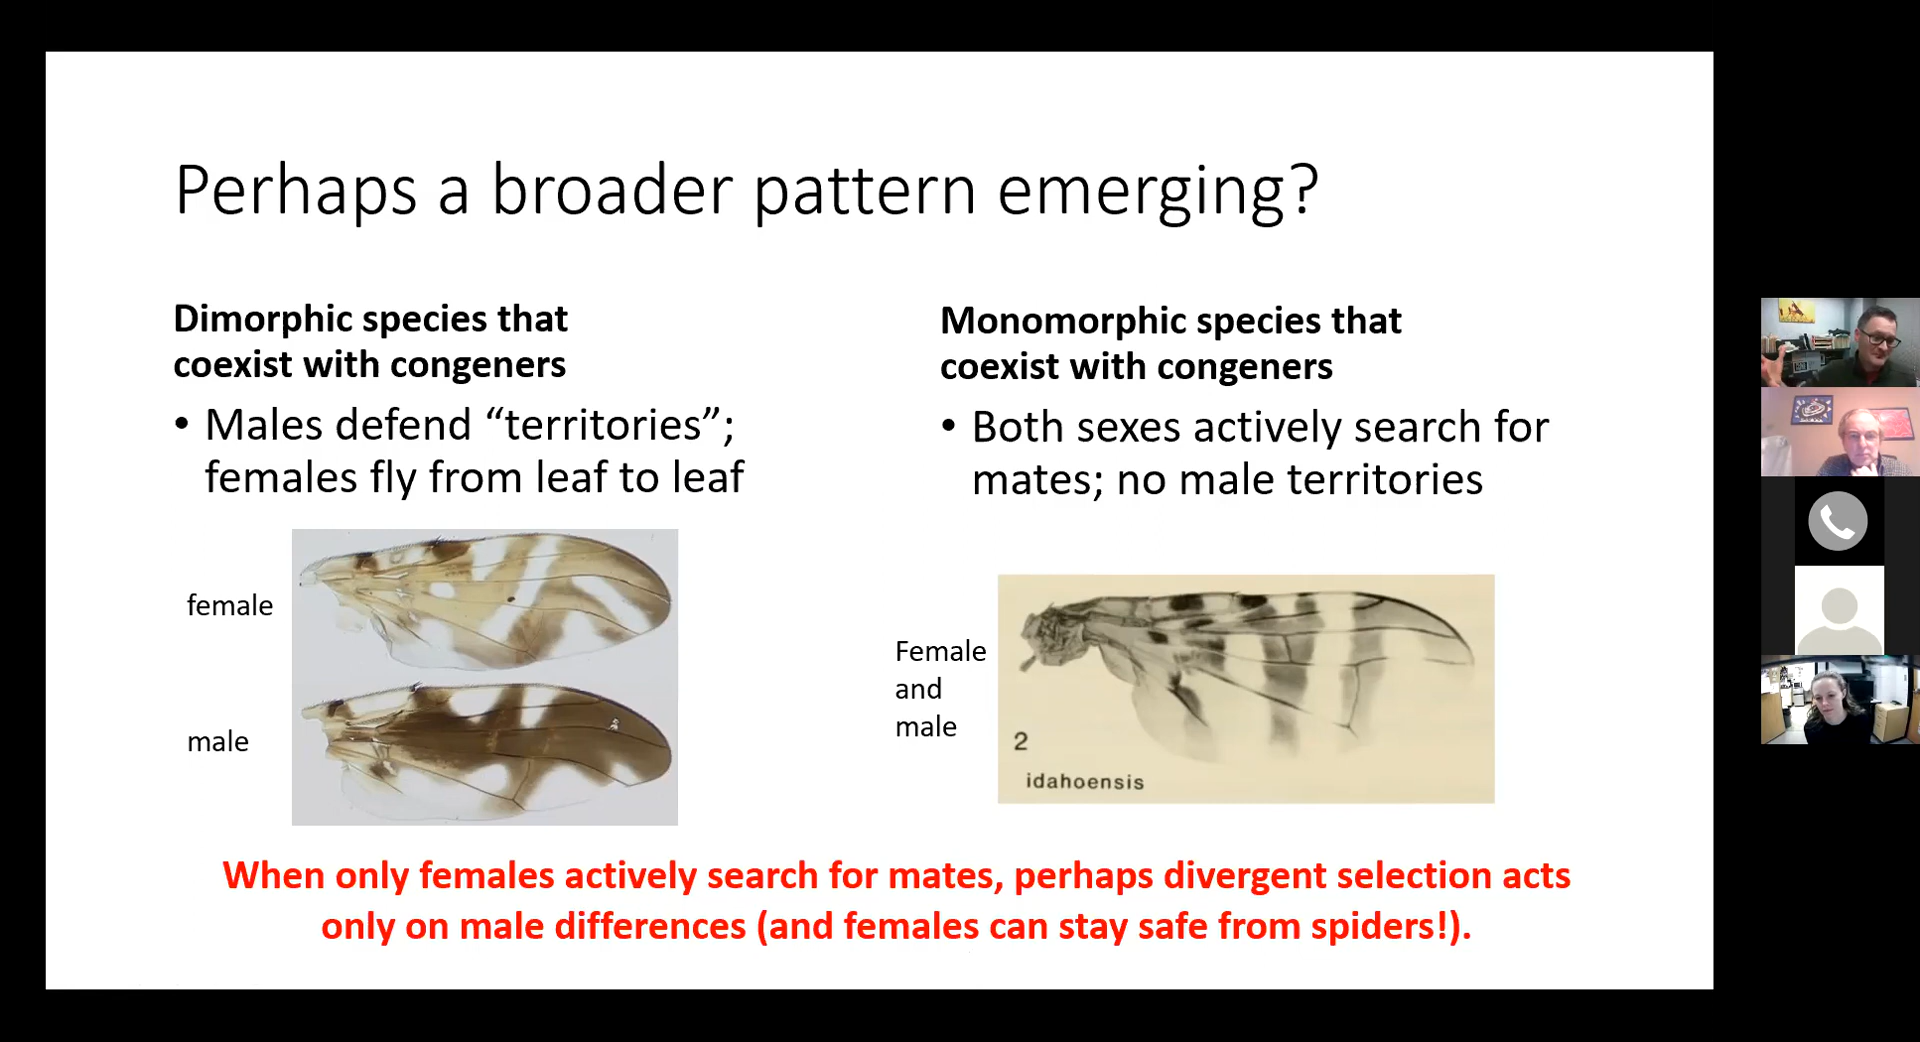 Perhaps a broader pattern emerging?
Dimorphic species that
coexist with congeners
• Males defend “territories”;
females fly from leaf to leaf
female
male
Monomorphic species that
coexist with congeners
• Both sexes actively search for
mates; no male territories
Female
and
male
2
idahoensis
When only females actively search for mates, perhaps divergent selection acts
only on male differences (and females can stay safe from spiders!).